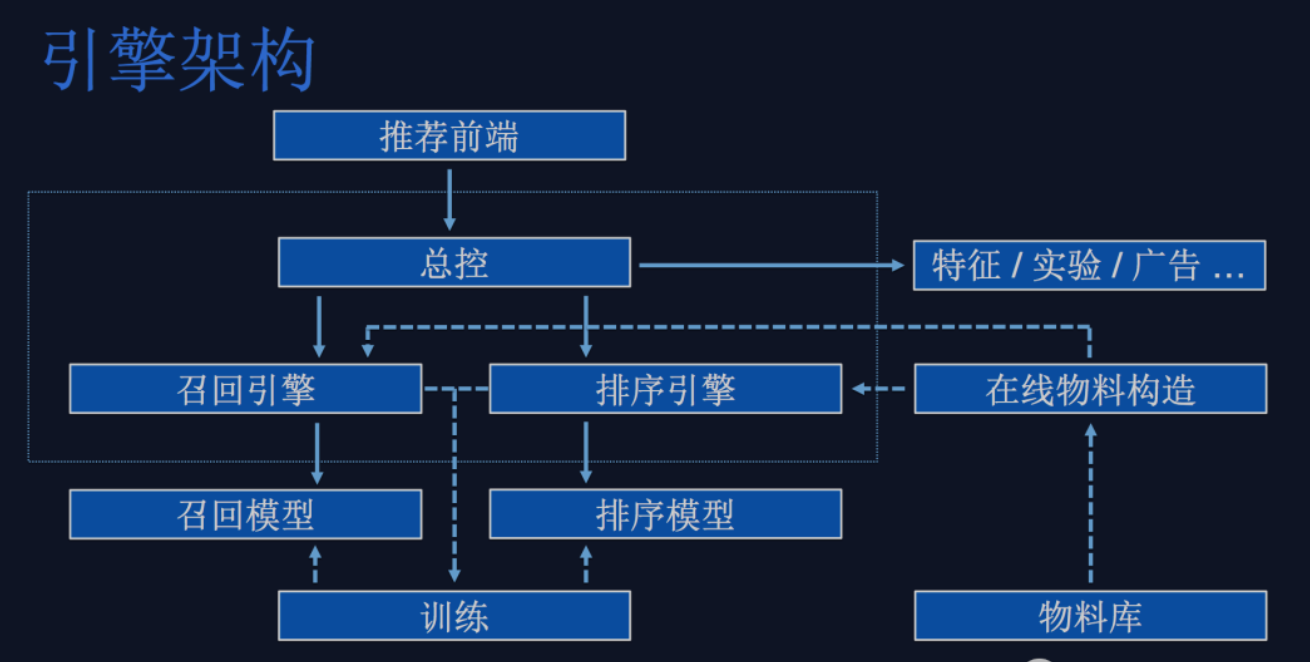 引擎架构
推荐前端
总控
特征 / 实验 / 广告 ...
召回引擎
排序引擎
在线物料构造
召回模型
排序模型
训练
物料库